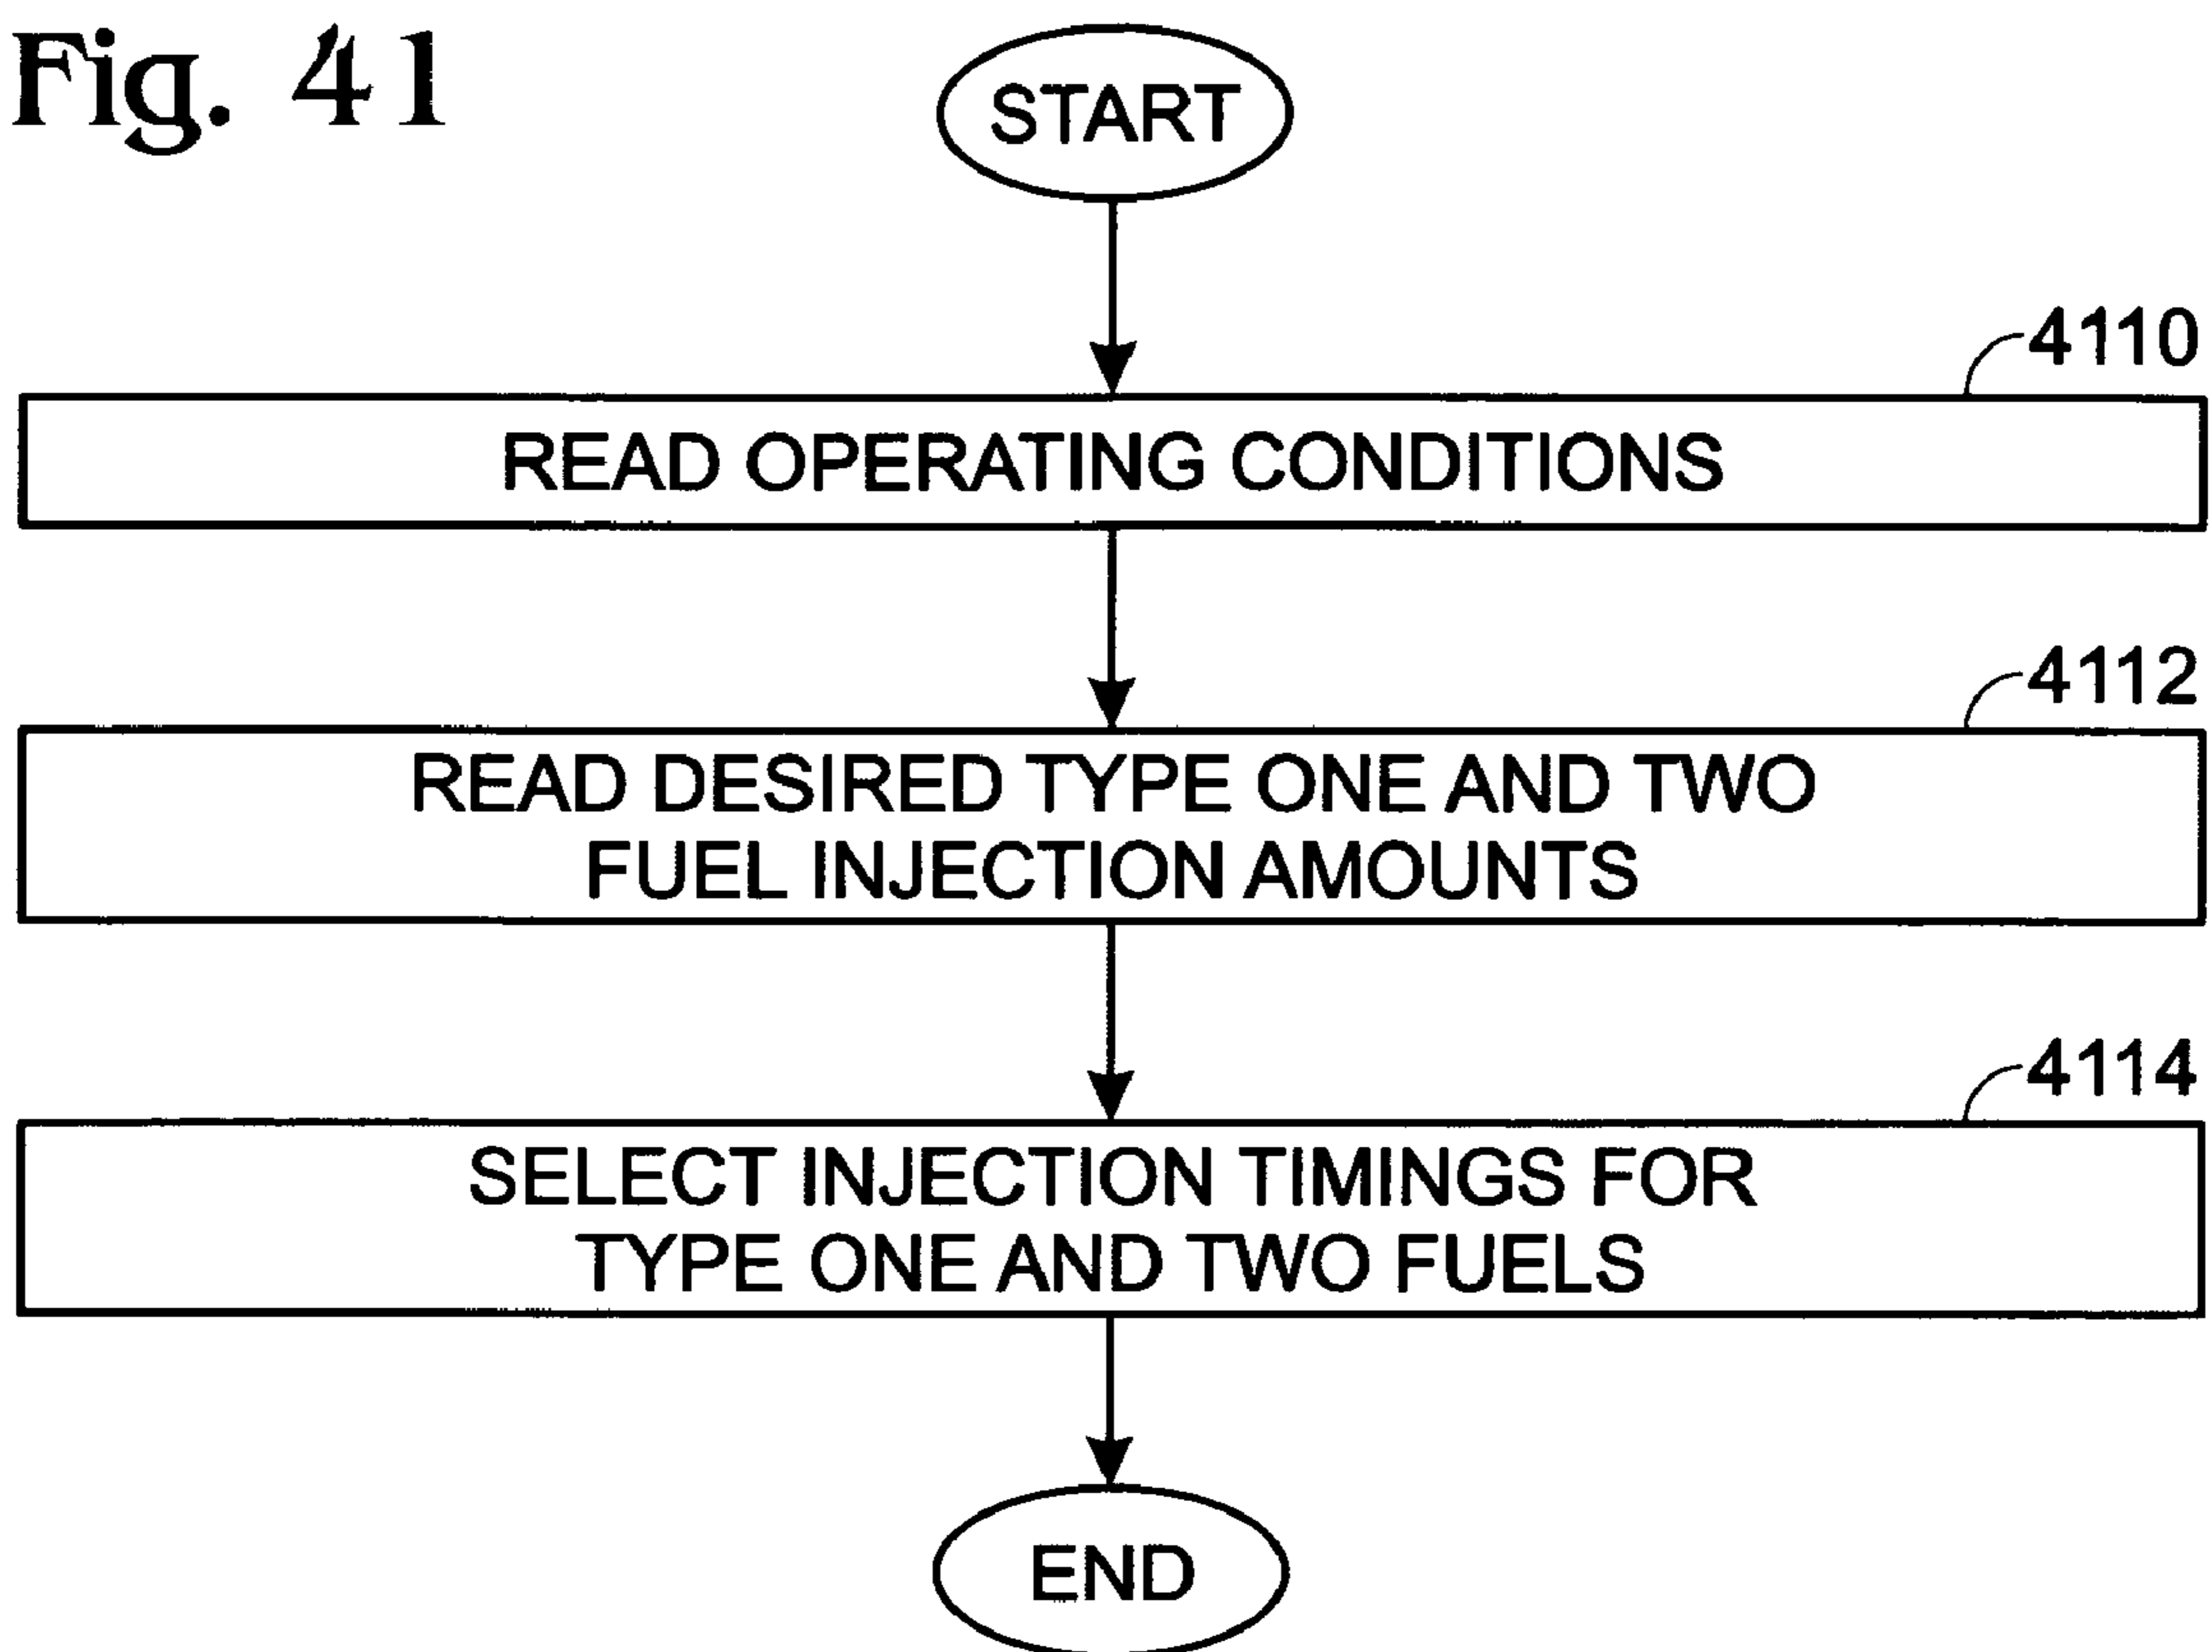 Fig. 41
START
4110
READ OPERATING CONDITIONS
4112
READ DESIRED TYPE ONE AND TWO
FUEL INJECTION AMOUNTS
4114
SELECT INJECTION TIMINGS FOR
TYPE ONE AND TWO FUELS
END